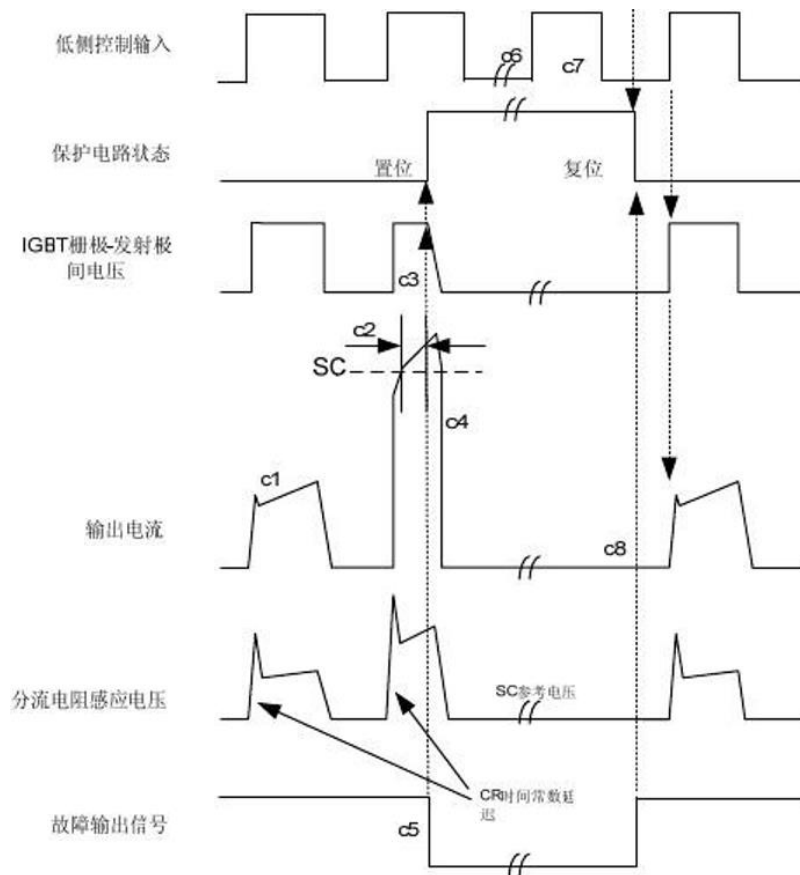 低侧控制输入
c6
c7
保护电路状态
置位
复位
IGBT栅极-发射极
间电压
c3
c2
SC
c4
c1
输出电流
c8
分流电阻感应电压
SC参考电压
CR时间常数延
迟
故障输出信号
c5